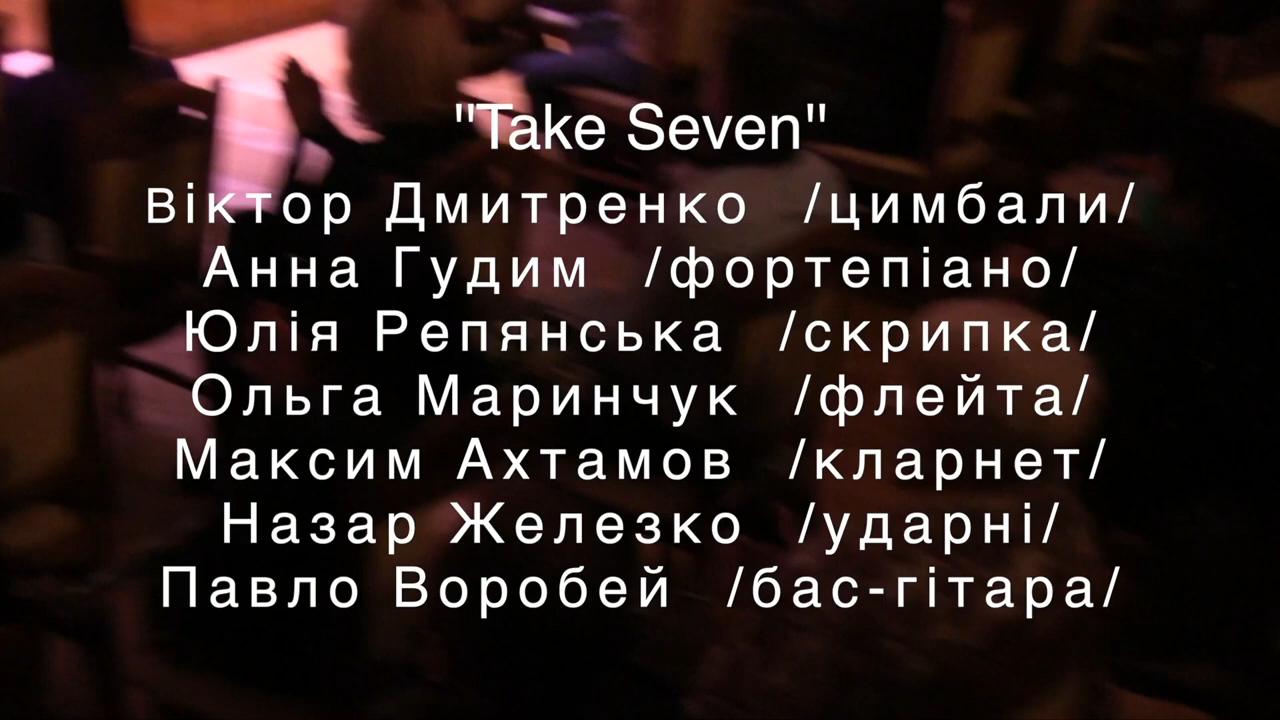 "Take Seven"
Віктор Дмитренко /цимбали/
Анна Гудим /фортепіано/
Юлія Репянська /скрипка/
Ольга Маринчук /флейта/
Максим Ахтамов /кларнет/
Назар Железко /ударні/
Павло Воробей /бас-гітара/